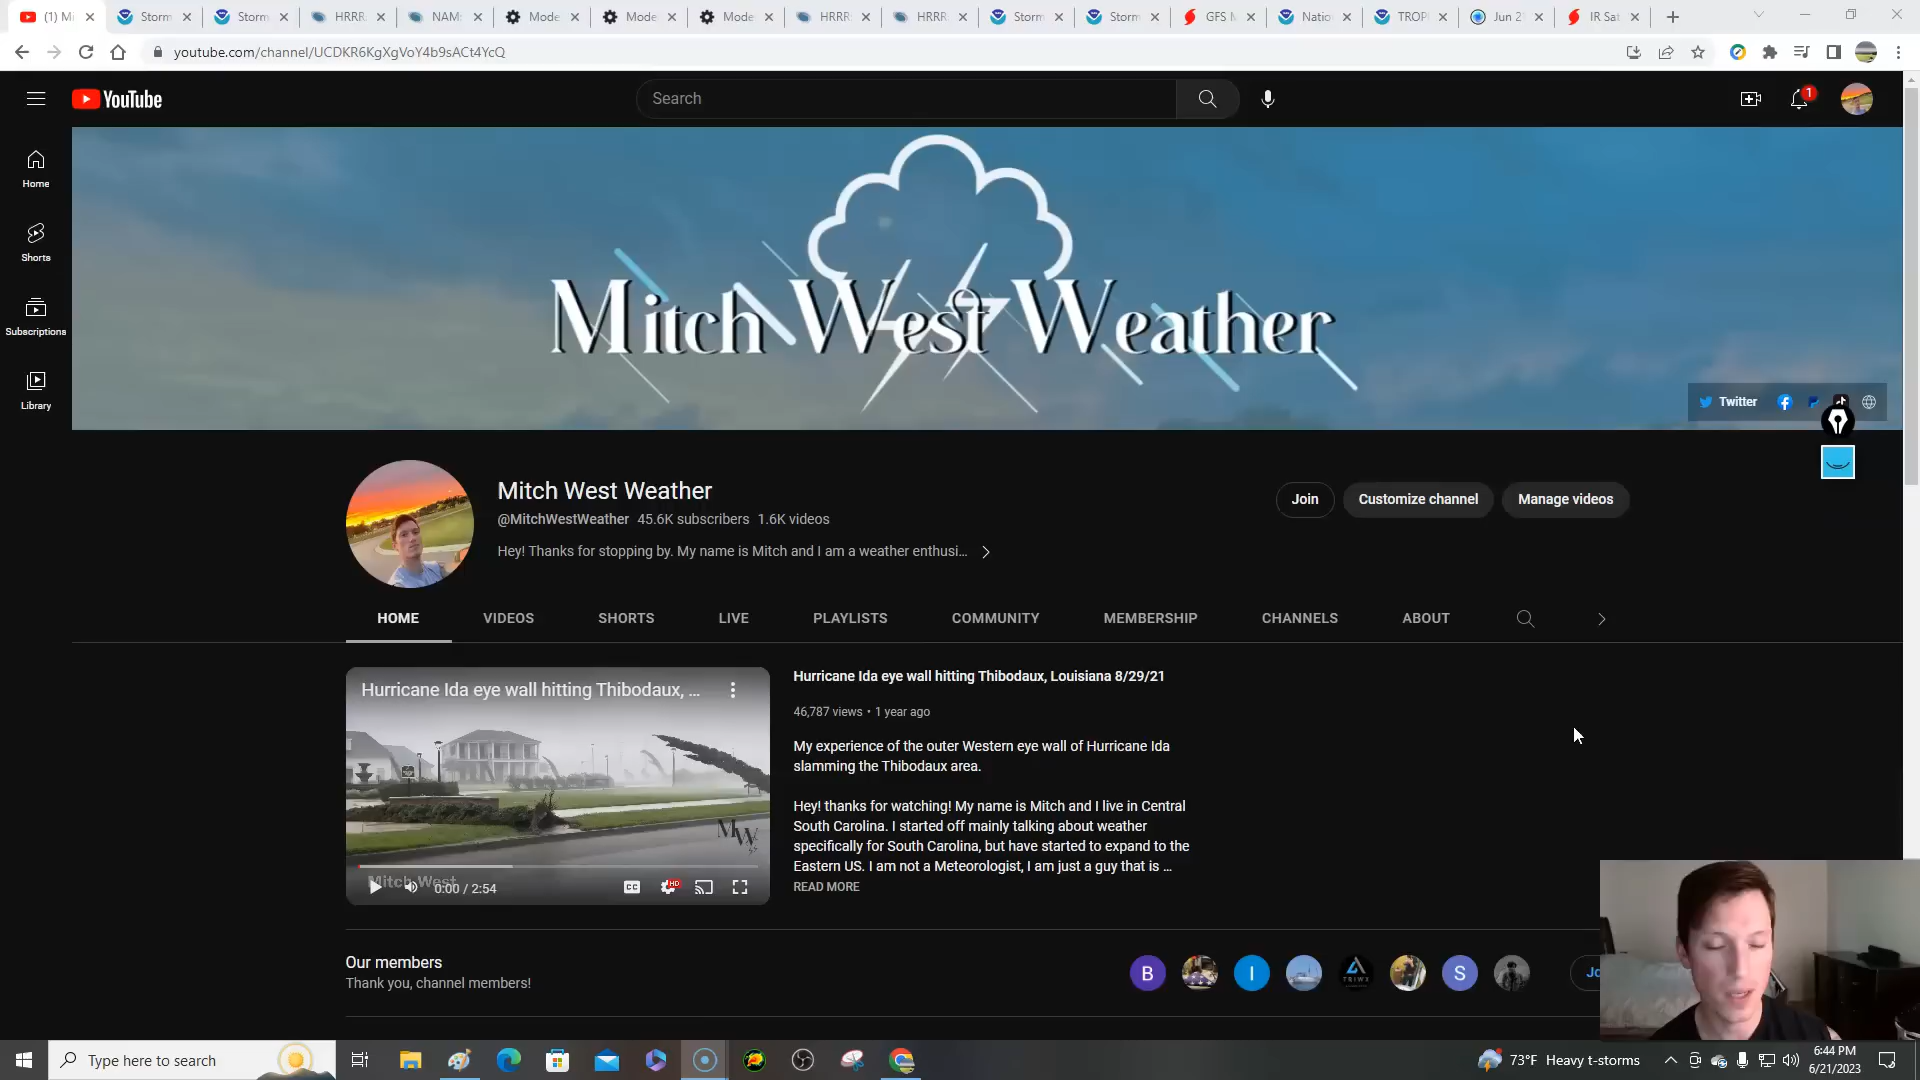 (1) Mi
Storm
Storm
HRRR
NAM
Mode
Mode
Mode
HRRR
HRRR
Storm
Storm
GFS M
Natio
TROPI
Jun 2
IR Sat
youtube.com/channel/UCDKR6KgXgVoY4b9sACt4YcQ
YouTube
Search
1
Home
Shorts
Subscriptions
Library
Mitch West Weather
Twitter
Mitch West Weather
@MitchWestWeather 45.6K subscribers 1.6K videos
Hey! Thanks for stopping by. My name is Mitch and I am a weather enthusi...
Join
Customize channel
Manage videos
HOME
VIDEOS
SHORTS
LIVE
PLAYLISTS
COMMUNITY
MEMBERSHIP
CHANNELS
ABOUT
Hurricane Ida eye wall hitting Thibodaux, ...
MW
Mitch West
0:00 / 2:54
CC
HD
Hurricane Ida eye wall hitting Thibodaux, Louisiana 8/29/21
46,787 views • 1 year ago
My experience of the outer Western eye wall of Hurricane Ida
slamming the Thibodaux area.
Hey! thanks for watching! My name is Mitch and I live in Central
South Carolina. I started off mainly talking about weather
specifically for South Carolina, but have started to expand to the
Eastern US. I am not a Meteorologist, I am just a guy that is ...
READ MORE
Our members
Thank you, channel members!
B
I
TRIWX
S
Jo
Type here to search
73°F Heavy t-storms
6:44 PM
6/21/2023